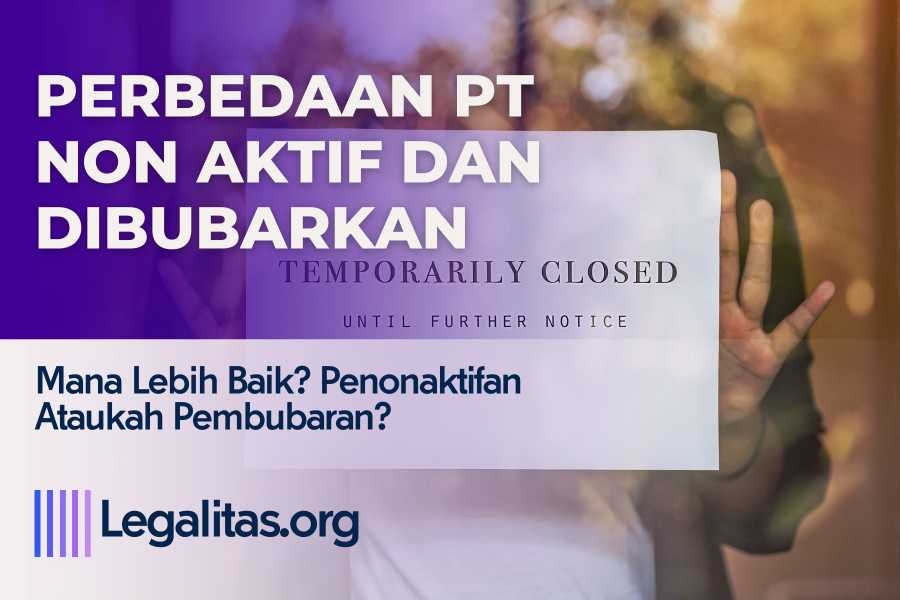 PERBEDAAN PT
NON AKTIF DAN
DIBUBARKAN
TEMPORARILY CLOSED
UNTIL FURTHER NOTICE
Mana Lebih Baik? Penonaktifan
Ataukah Pembubaran?
Legalitas.org